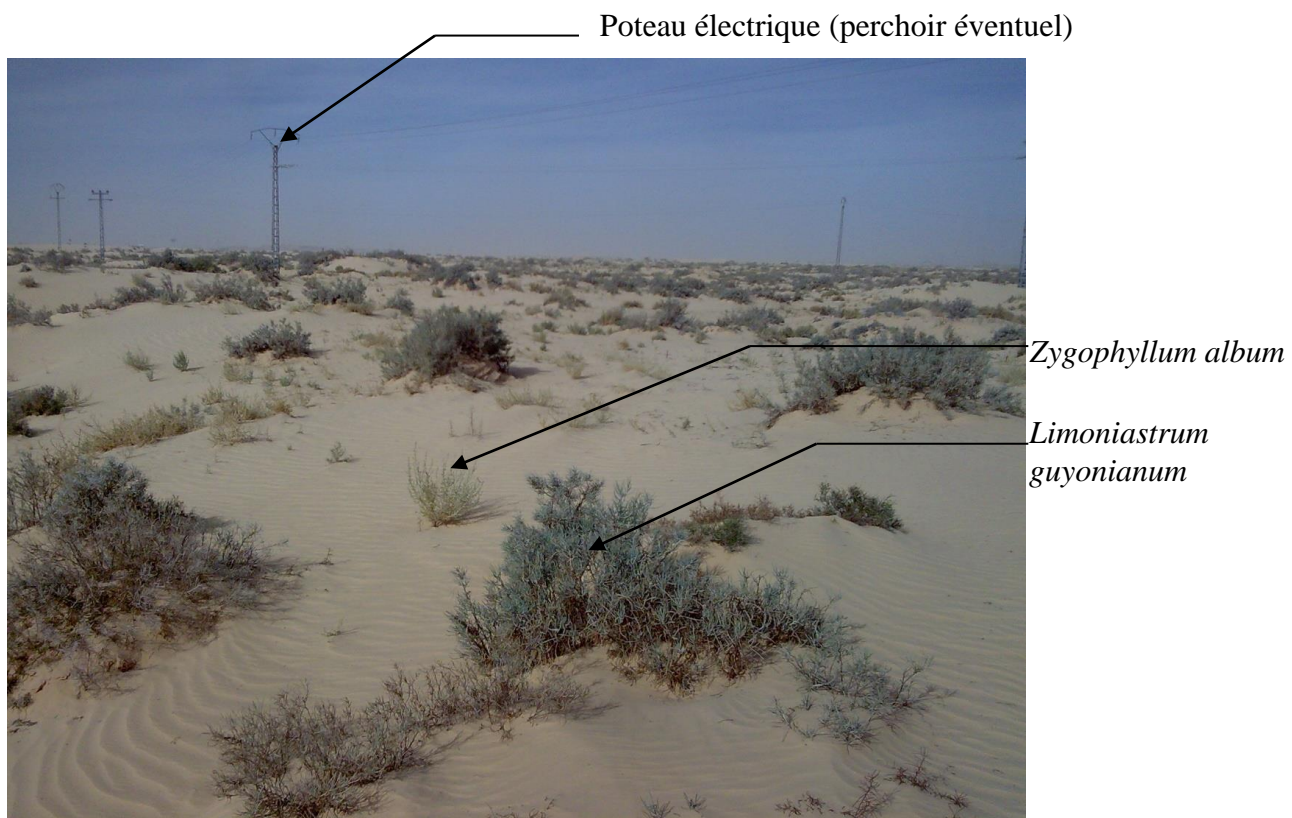 Poteau électrique (perchoir éventuel)
Zygophyllum album
Limoniastrum
guyonianum